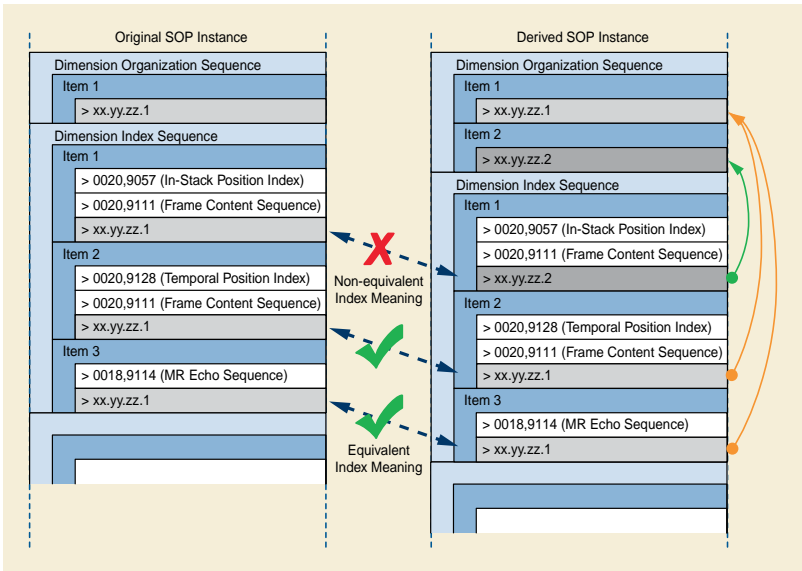 Original SOP Instance
Dimension Organization Sequence
Item 1
> xx.yy.zz.1
Dimension Index Sequence
Item 1
> 0020,9057 (In-Stack Position Index)
> 0020,9111 (Frame Content Sequence)
> xx.yy.zz.1
Item 2
> 0020,9128 (Temporal Position Index)
> 0020,9111 (Frame Content Sequence)
> xx.yy.zz.1
Item 3
> 0018,9114 (MR Echo Sequence)
> xx.yy.zz.1
X
Non-equivalent
Index Meaning
Equivalent
Index Meaning
Derived SOP Instance
Dimension Organization Sequence
Item 1
> xx.yy.zz.1
Item 2
> xx.yy.zz.2
Dimension Index Sequence
Item 1
> 0020,9057 (In-Stack Position Index)
> 0020,9111 (Frame Content Sequence)
> xx.yy.zz.2
Item 2
> 0020,9128 (Temporal Position Index)
> 0020,9111 (Frame Content Sequence)
> xx.yy.zz.1
Item 3
> 0018,9114 (MR Echo Sequence)
> xx.yy.zz.1